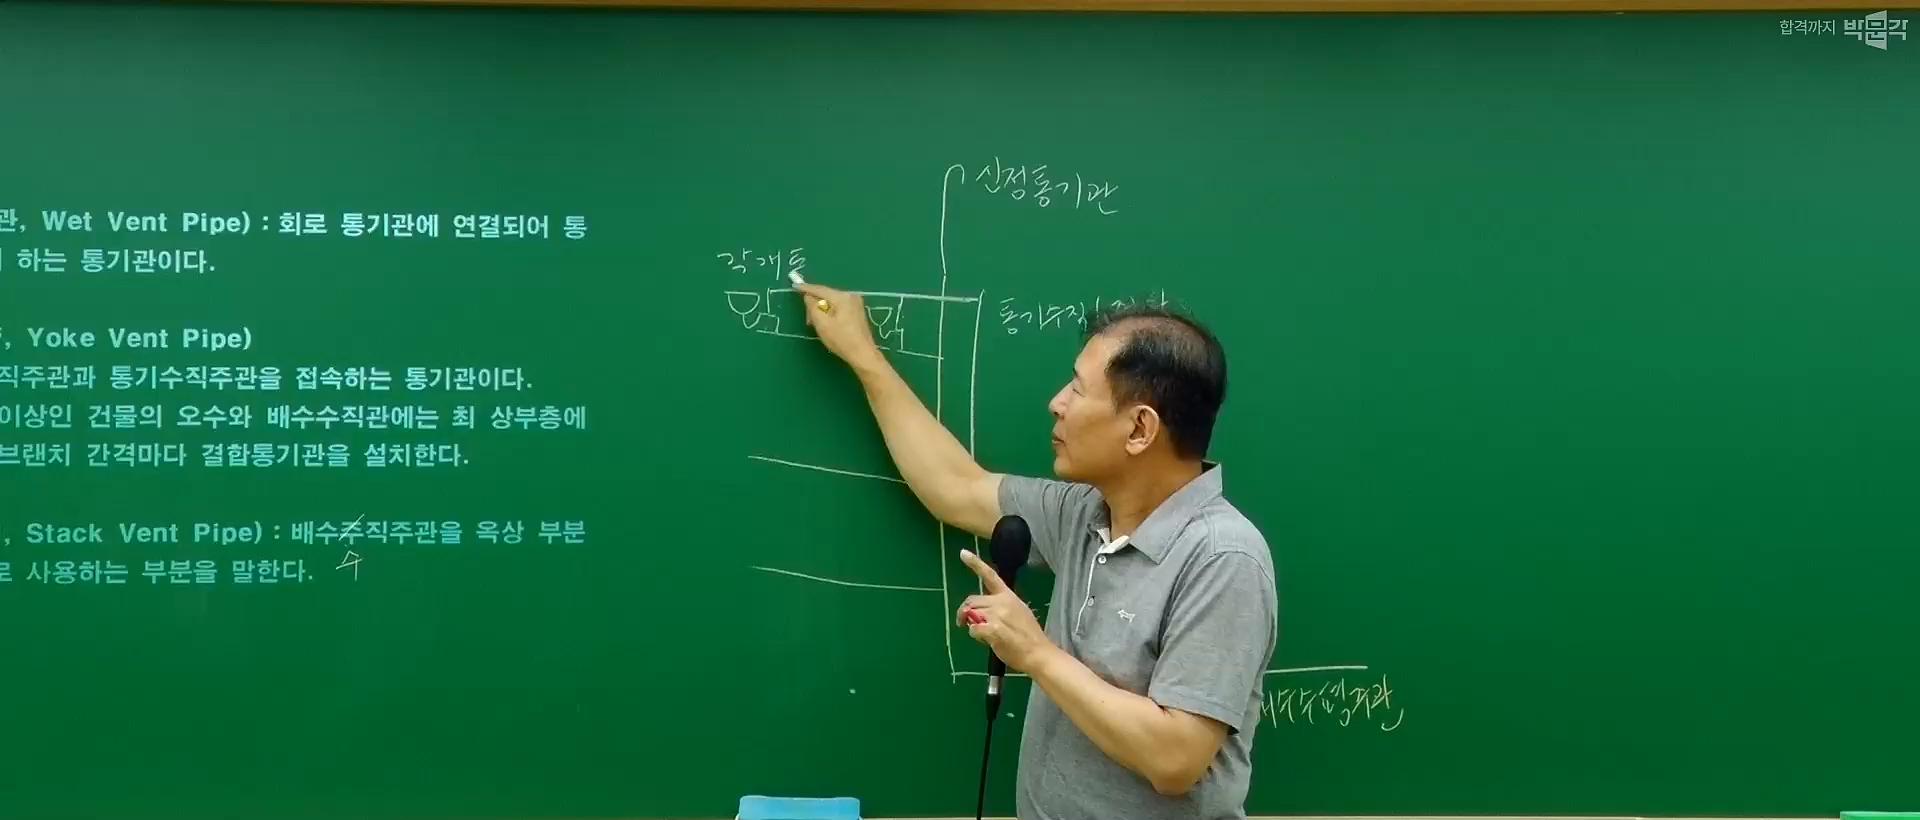 합격까지 박문각
관, Wet Vent Pipe) : 회로 통기관에 연결되어 통
하는 통기관이다.
, Yoke Vent Pipe)
직주관과 통기수직주관을 접속하는 통기관이다.
이상인 건물의 오수와 배수수직관에는 최 상부층에
브랜치 간격마다 결합통기관을 설치한다.
, Stack Vent Pipe) : 배수주직주관을 옥상 부분
수
로 사용하는 부분을 말한다.
신정통기관
각개통
통기수직
수수평주관